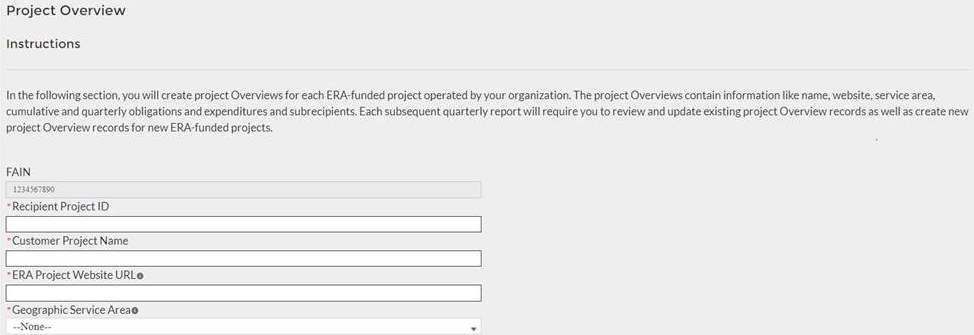 Project Overview
Instructions
In the following section, you will create project Overviews for each ERA-funded project operated by your organization. The project Overviews contain information like name, website, service area,
cumulative and quarterly obligations and expenditures and subrecipients. Each subsequent quarterly report will require you to review and update existing project Overview records as well as create new
project Overview records for new ERA-funded projects.
FAIN
1234567890
*Recipient Project ID
*Customer Project Name
*ERA Project Website URL
*Geographic Service Area
--None--